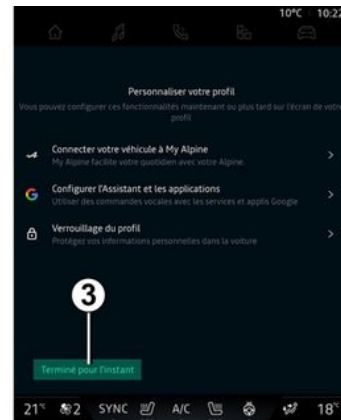 10°C 10:22
Personnaliser votre profil
Vous pouvez configurer ces fonctionnalités maintenant ou plus tard sur l'écran de votre
profil
Connecter votre véhicule à My Alpine
My Alpine facilite votre quotidien avec votre Alpine.
Configurer l'Assistant et les applications
Utiliser des commandes vocales avec les services et applis Google
Verrouillage du profil
Protégez vos informations personnelles dans la voiture
3
Terminé pour l'instant
21° 2 SYNC A/C 18°